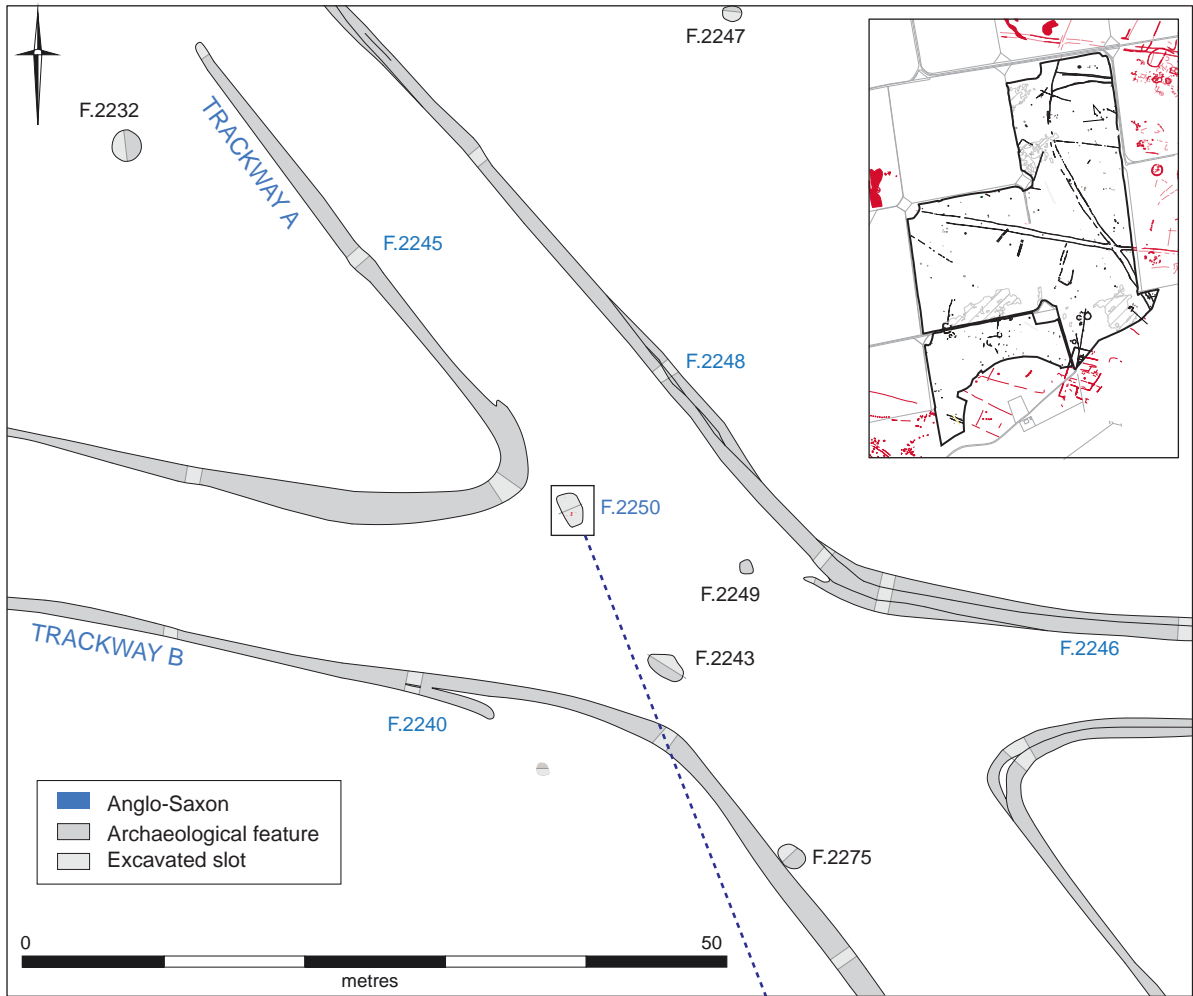 F.2247
F.2232
TRACKWAY A
F.2245
F.2248
F.2250
F.2249
TRACKWAY B
F.2243
F.2246
F.2240
Anglo-Saxon
Archaeological feature
Excavated slot
F.2275
0
50
metres